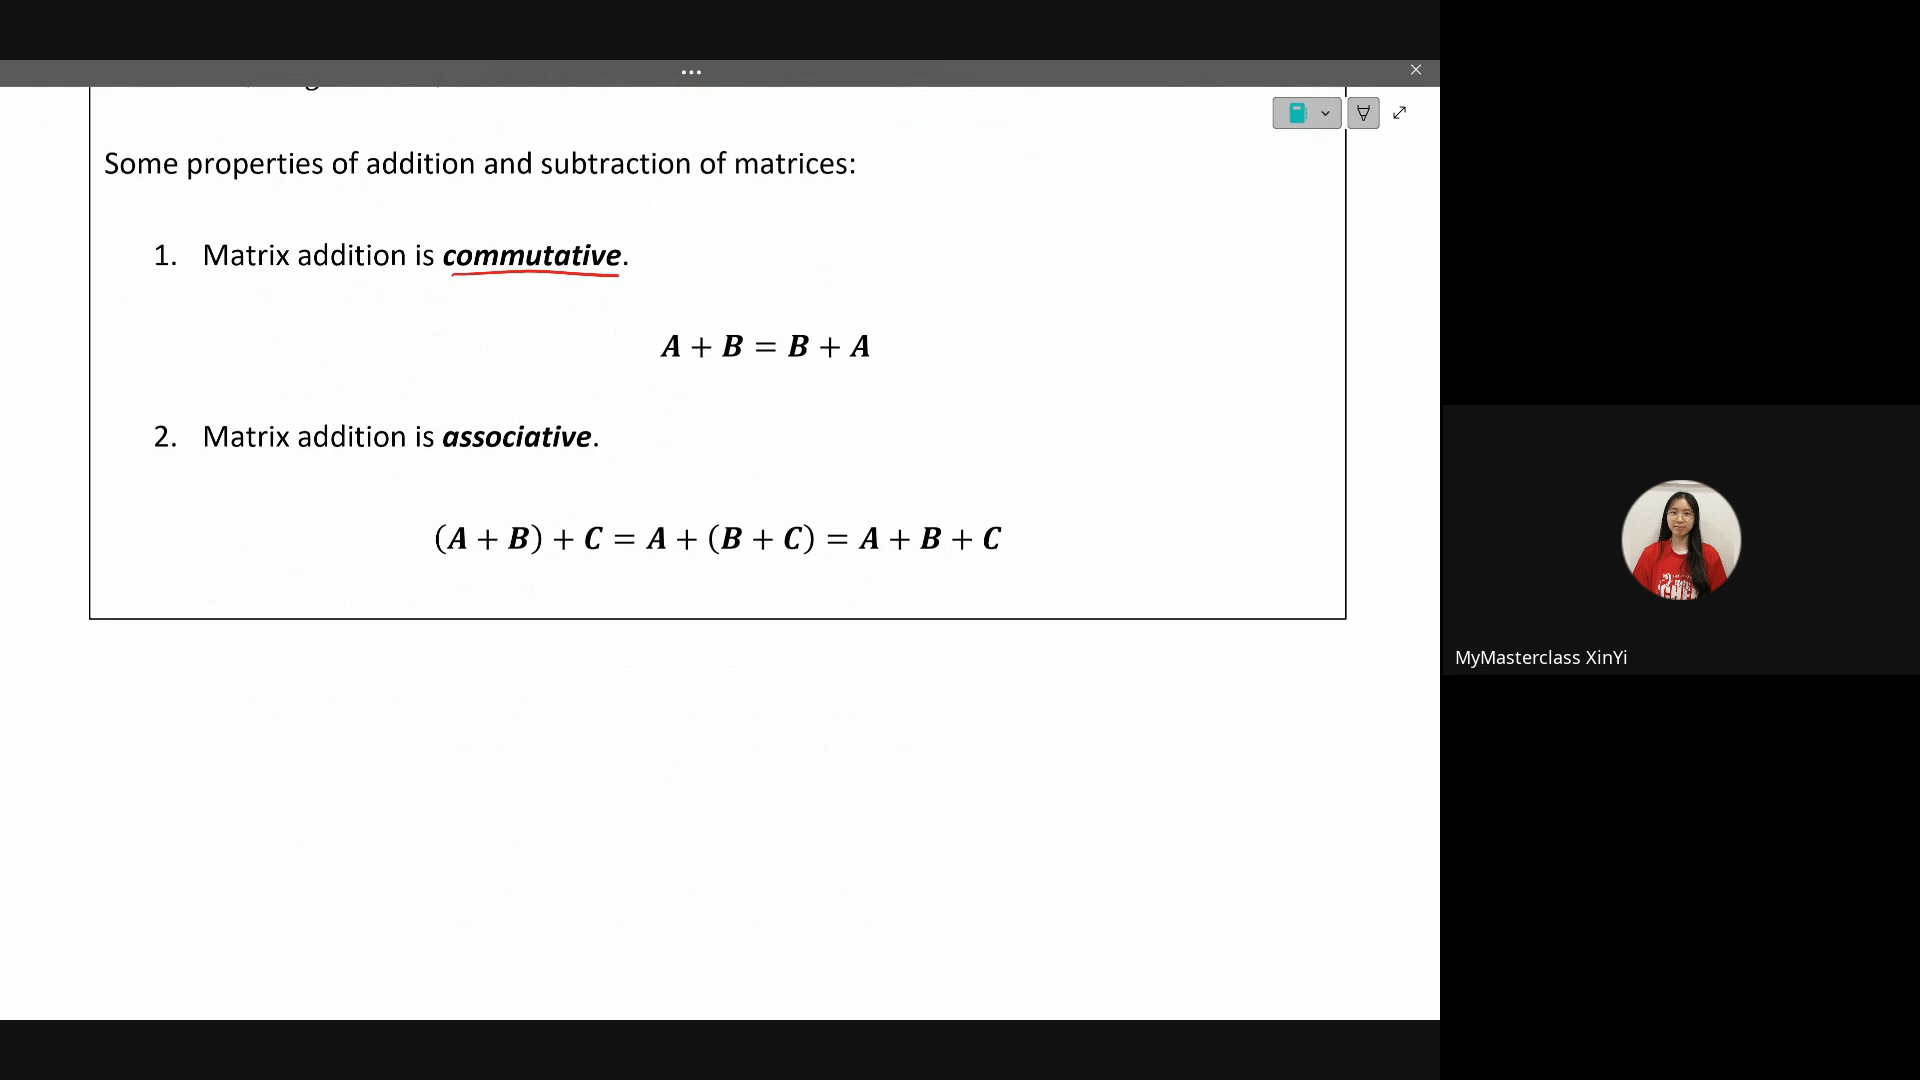 Some properties of addition and subtraction of matrices:
1. Matrix addition is commutative.
A + B = B + A
2. Matrix addition is associative.
(A + B) + C = A + (B + C) = A + B + C
MyMasterclass XinYi